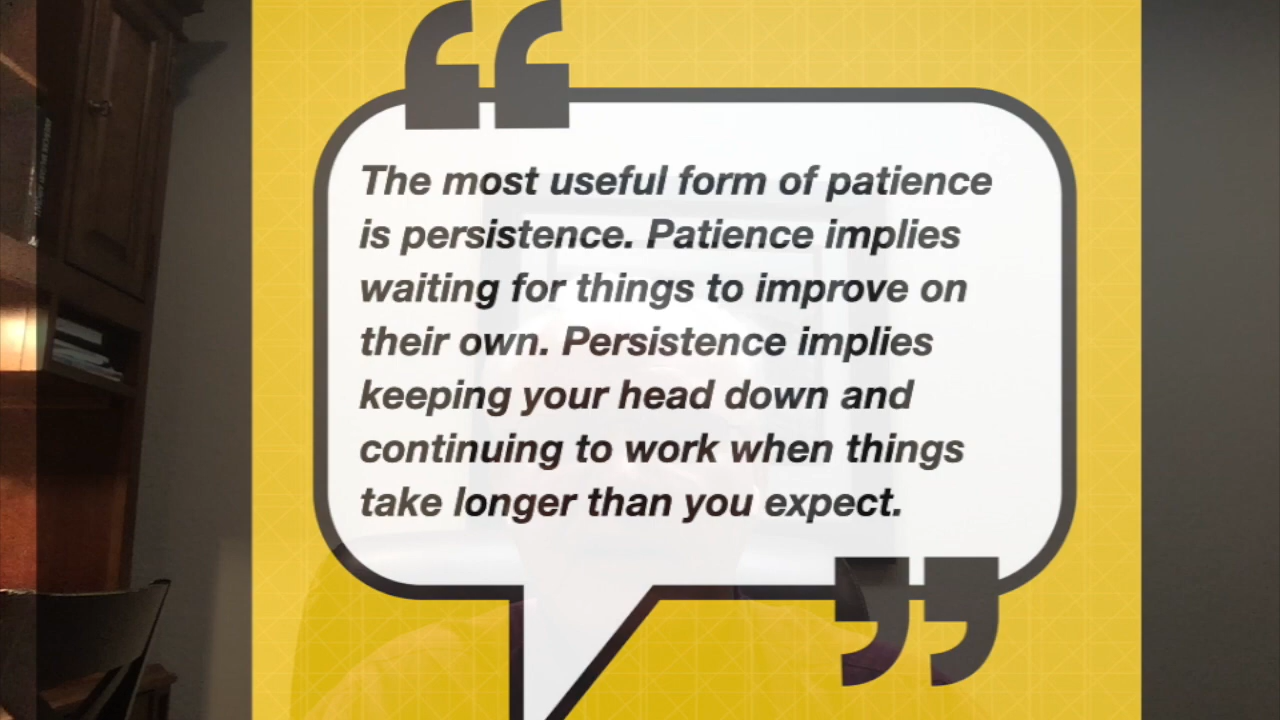 The most useful form of patience
is persistence. Patience implies
waiting for things to improve on
their own. Persistence implies
keeping your head down and
continuing to work when things
take longer than you expect.